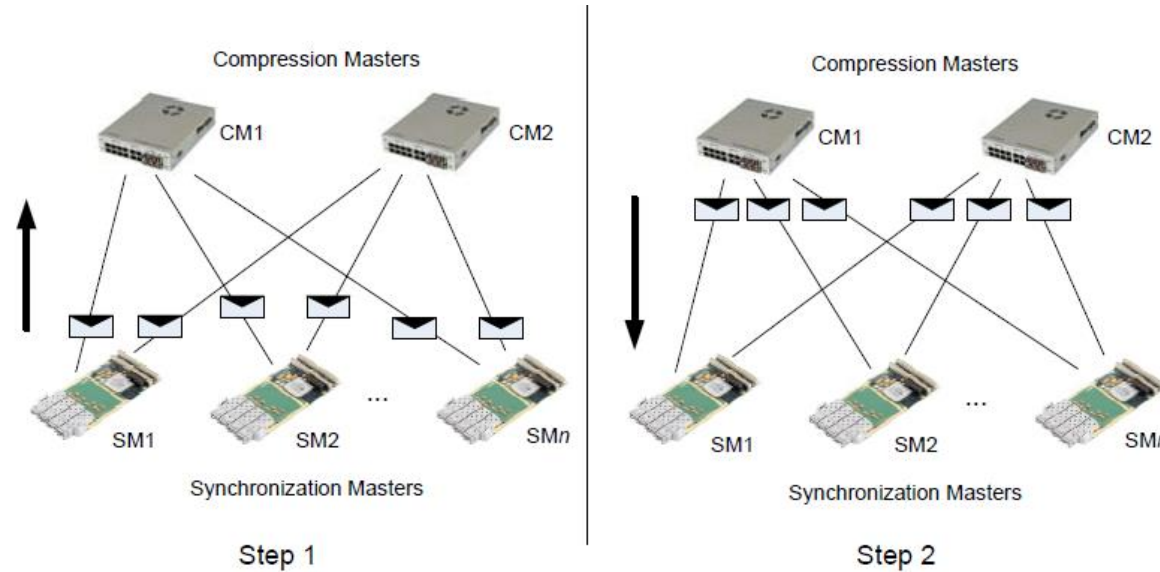 Compression Masters
CM1
CM2
SM1
SM2
...
SMn
Synchronization Masters
Step 1
Compression Masters
CM1
CM2
SM1
SM2
...
Synchronization Masters
Step 2